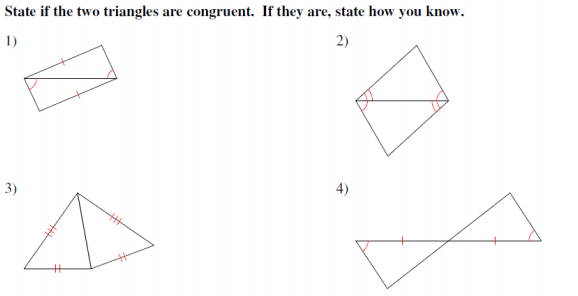 State if the two triangles are congruent.  If they are, state how you know.
1)
2)
3)
4)